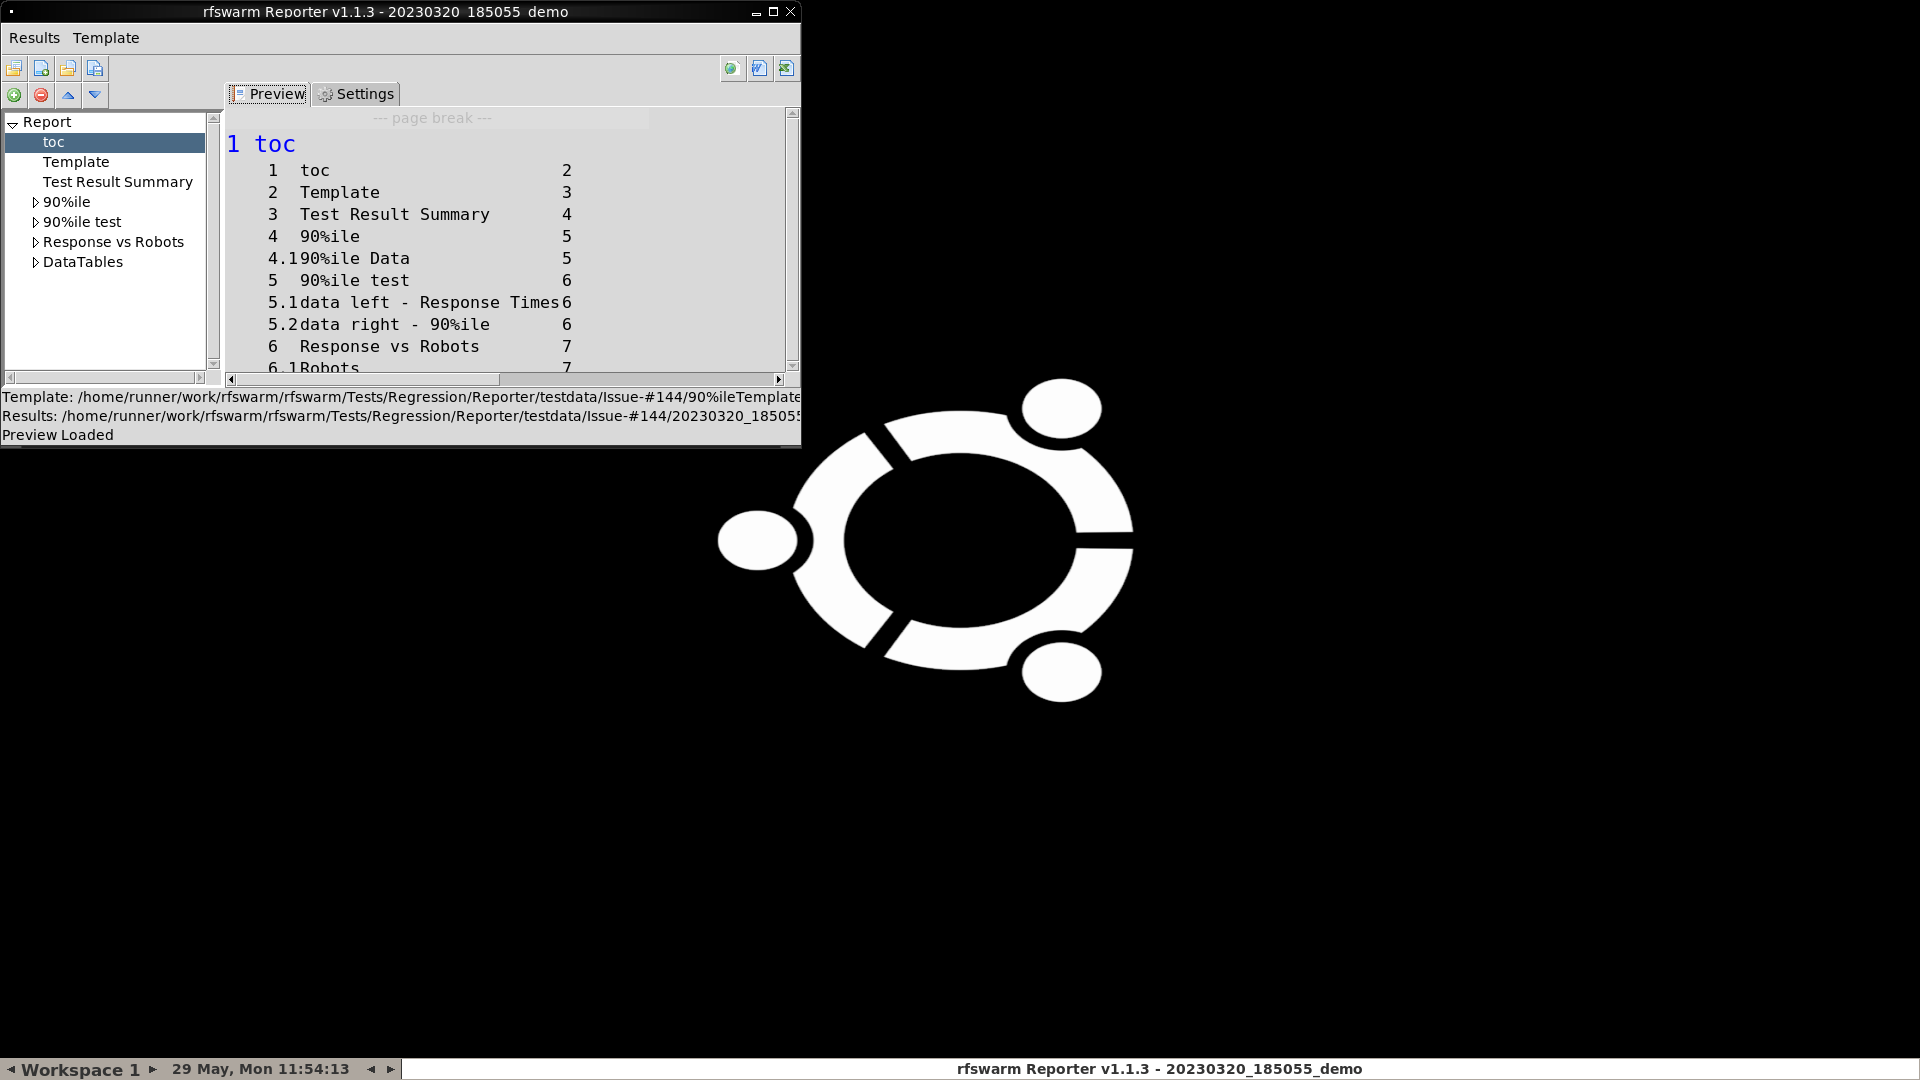 rfswarm Reporter v1.1.3 - 20230320_185055_demo
Results Template
Preview Settings
Report
toc
Template
Test Result Summary
90%ile
90%ile test
Response vs Robots
DataTables
--- page break ---
1 toc
1 toc 2
2 Template 3
3 Test Result Summary 4
4 90%ile 5
4.1 90%ile Data 5
5 90%ile test 6
5.1 data left - Response Times 6
5.2 data right - 90%ile 6
6 Response vs Robots 7
6.1 Robots 7
Template: /home/runner/work/rfswarm/rfswarm/Tests/Regression/Reporter/testdata/Issue-#144/90%ileTemplate
Results: /home/runner/work/rfswarm/rfswarm/Tests/Regression/Reporter/testdata/Issue-#144/20230320_185055
Preview Loaded
Workspace 1 29 May, Mon 11:54:13 rfswarm Reporter v1.1.3 - 20230320_185055_demo